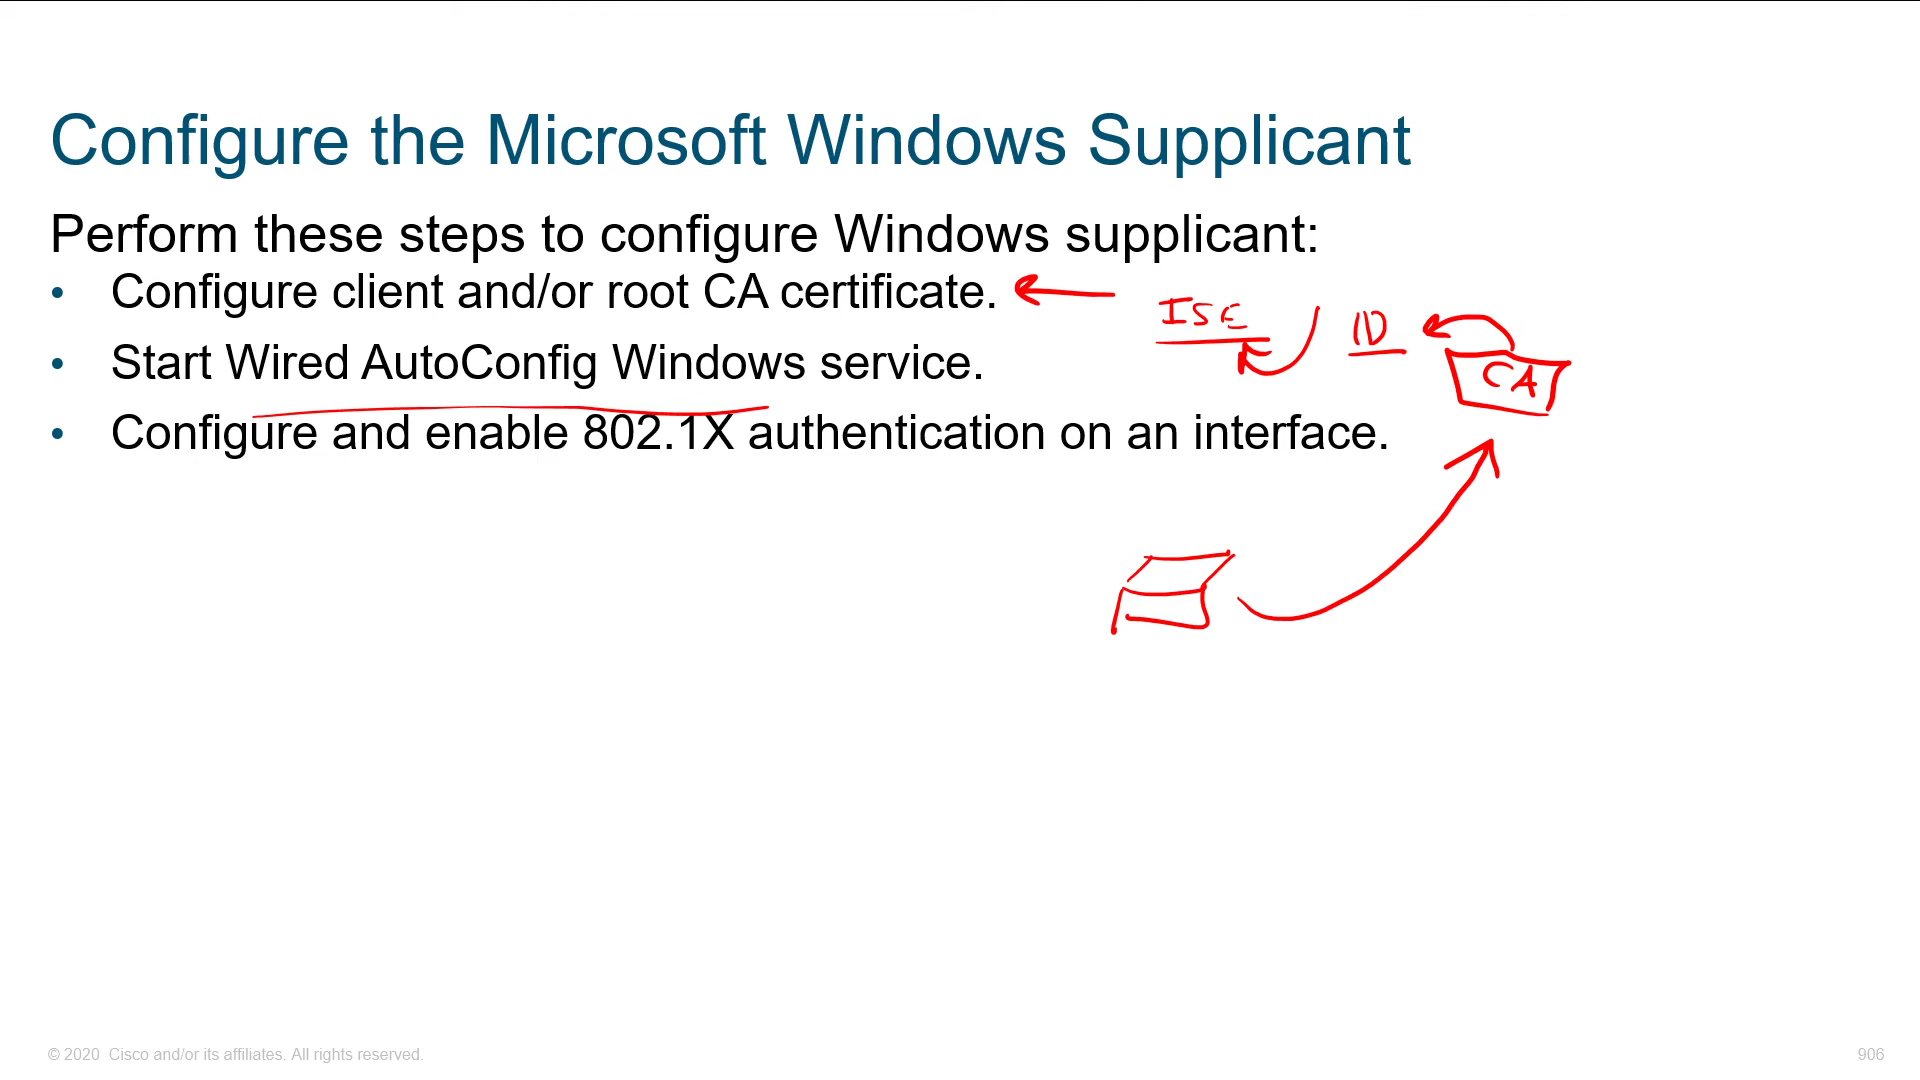 Configure the Microsoft Windows Supplicant
Perform these steps to configure Windows supplicant:
• Configure client and/or root CA certificate.
ISE ID
CA
• Start Wired AutoConfig Windows service.
• Configure and enable 802.1X authentication on an interface.
© 2020 Cisco and/or its affiliates. All rights reserved.
906